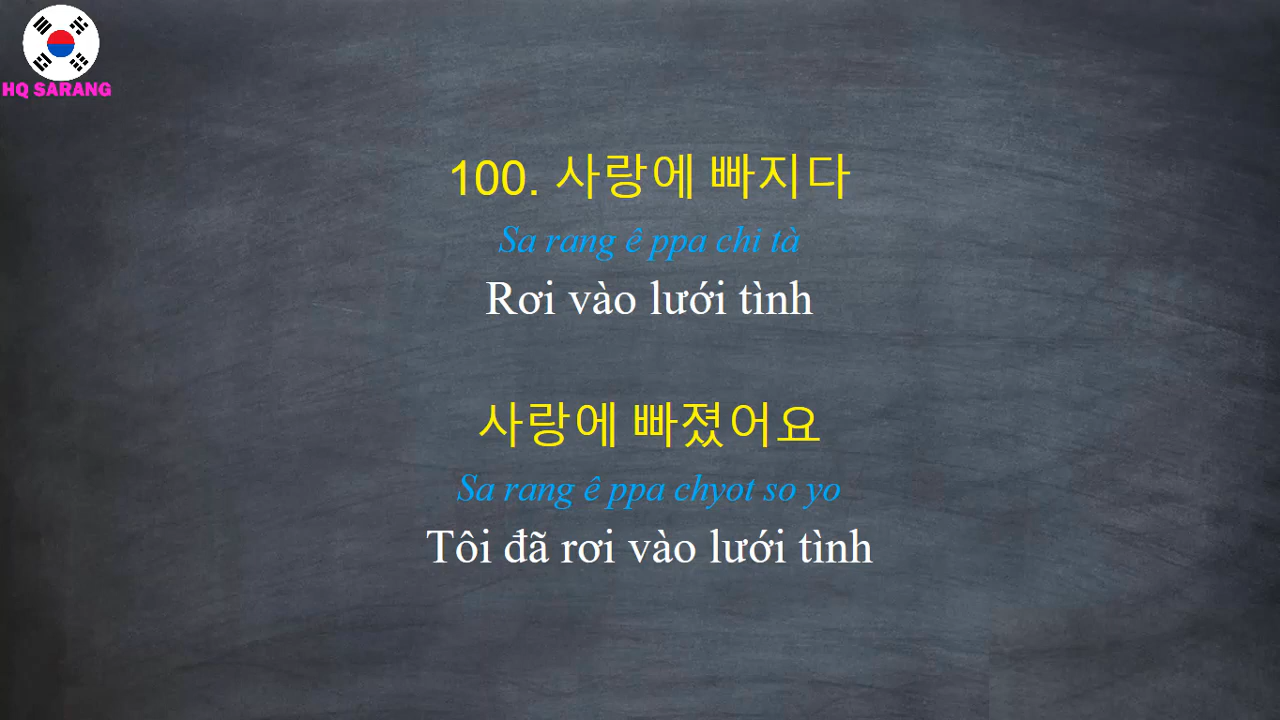 HQ SARANG
100. 사랑에 빠지다
Sa rang ê ppa chi tà
Rơi vào lưới tình
사랑에 빠졌어요
Sa rang ê ppa chyot so yo
Tôi đã rơi vào lưới tình